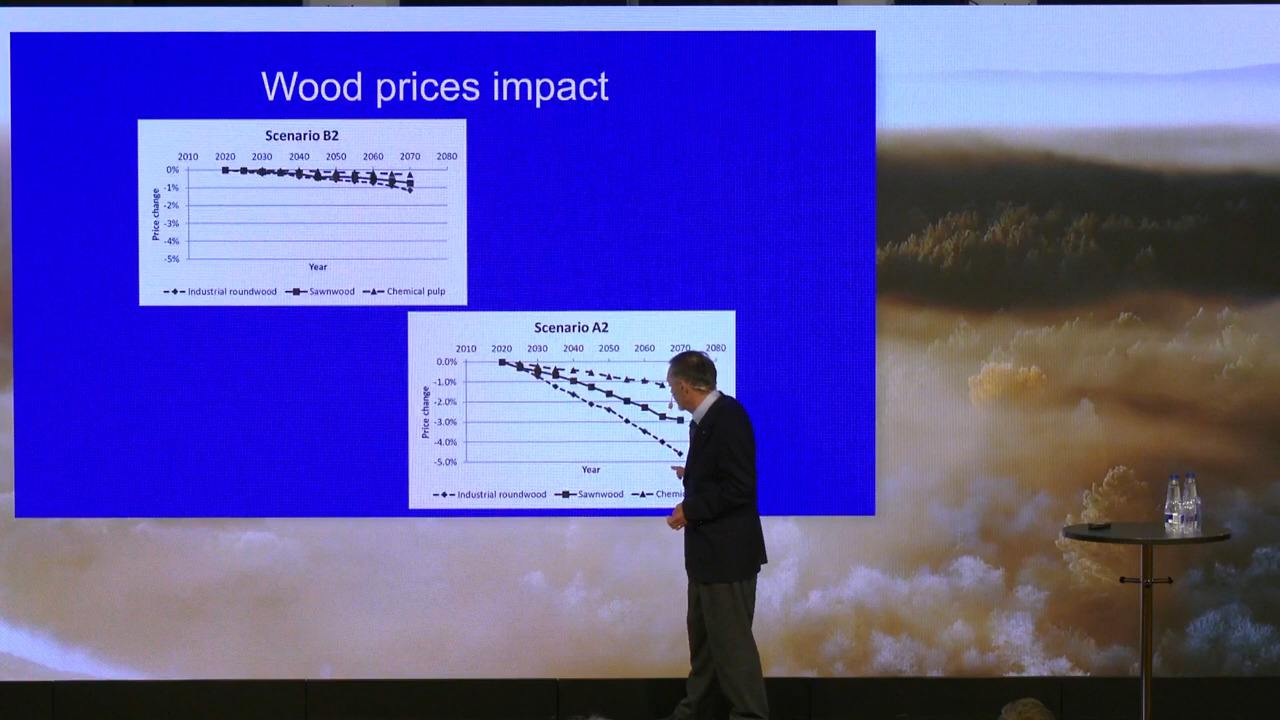 Wood prices impact
Scenario B2
2010 2020 2030 2040 2050 2060 2070 2080
0%
-1%
-2%
-3%
-4%
-5%
Price change
Year
Industrial roundwood Sawnwood Chemical pulp
Scenario A2
2010 2020 2030 2040 2050 2060 2070 2080
0.0%
-1.0%
-2.0%
-3.0%
-4.0%
-5.0%
Price change
Year
Industrial roundwood Sawnwood Chemic